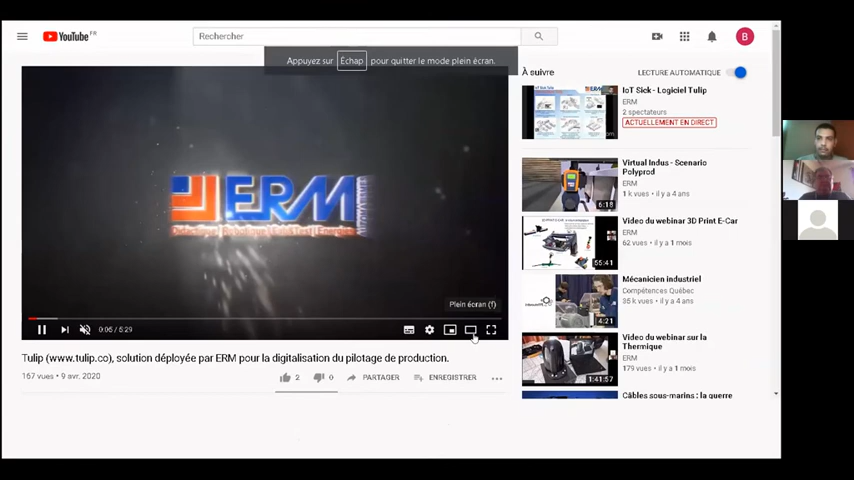 YouTube FR
Rechercher
B
Appuyez sur Échap pour quitter le mode plein écran.
À suivre
LECTURE AUTOMATIQUE
IoT Sick - Logiciel Tulip
ERM
2 spectateurs
ACTUELLEMENT EN DIRECT
Virtual Indus - Scenario
Polyprod
ERM
1 k vues • il y a 4 ans
6:18
Video du webinar 3D Print E-Car
ERM
62 vues • il y a 1 mois
55:41
Mécanicien industriel
Compétences Québec
35 k vues • il y a 4 ans
4:21
Video du webinar sur la
Thermique
ERM
179 vues • il y a 1 mois
1:41:57
Câbles sous-marins : la guerre
ERM
Plein écran (f)
0:06 / 5:29
Tulip (www.tulip.co), solution déployée par ERM pour la digitalisation du pilotage de production.
167 vues • 9 avr. 2020
2
0
PARTAGER
ENREGISTRER